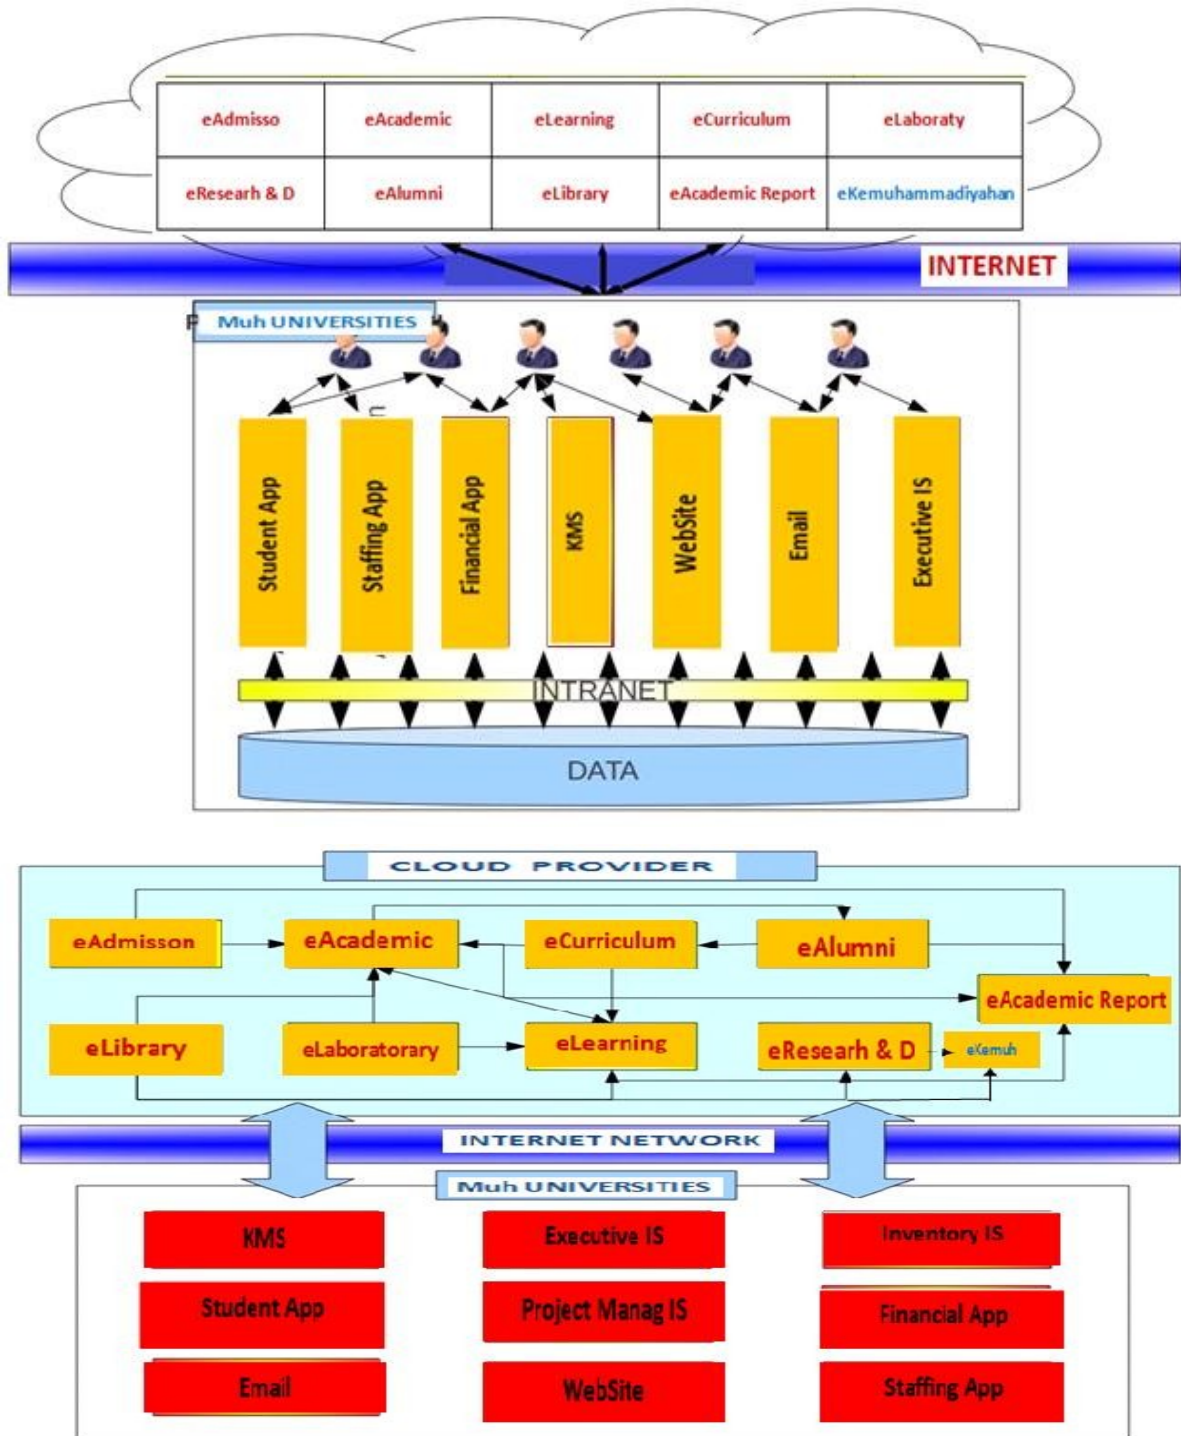 eAdmisso eAcademic eLearning eCurriculum eLaboraty
eResearh & D eAlumni eLibrary eAcademic Report eKemuhammadiyahan
INTERNET
Muh UNIVERSITIES
Student App
Staffing App
Financial App
KMS
WebSite
Email
Executive IS
INTRANET
DATA
CLOUD PROVIDER
eAdmisson eAcademic eCurriculum eAlumni
eAcademic Report
eLibrary eLaboratorary eLearning eResearh & D eKemuh
INTERNET NETWORK
Muh UNIVERSITIES
KMS Executive IS Inventory IS
Student App Project Manag IS Financial App
Email WebSite Staffing App